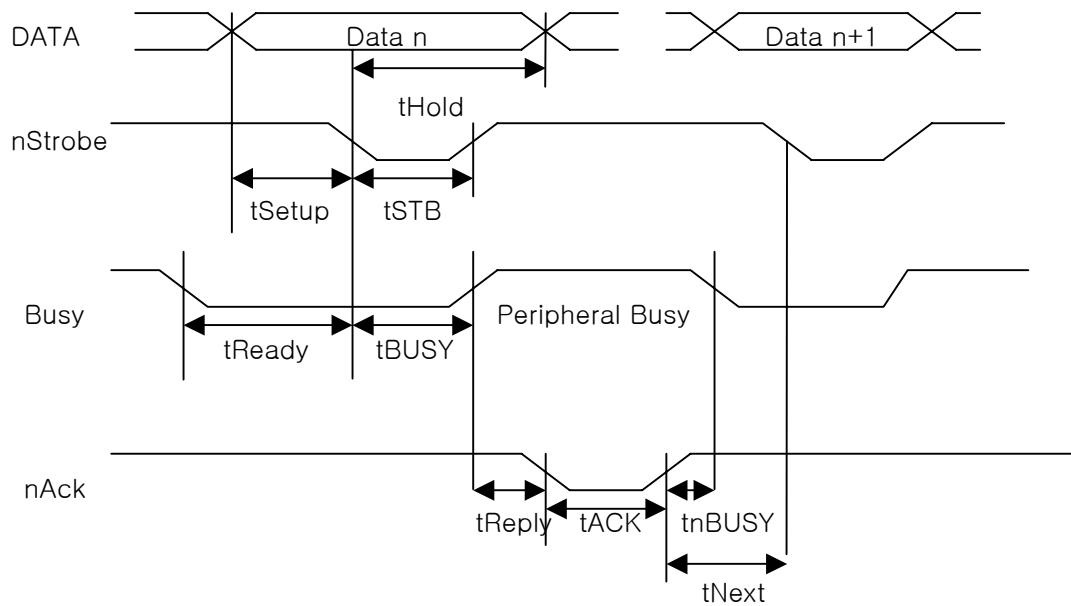 DATA
Data n
Data n+1
tHold
nStrobe
tSetup
tSTB
Busy
Peripheral Busy
tReady
tBUSY
nAck
tReply
tACK
tnBUSY
tNext